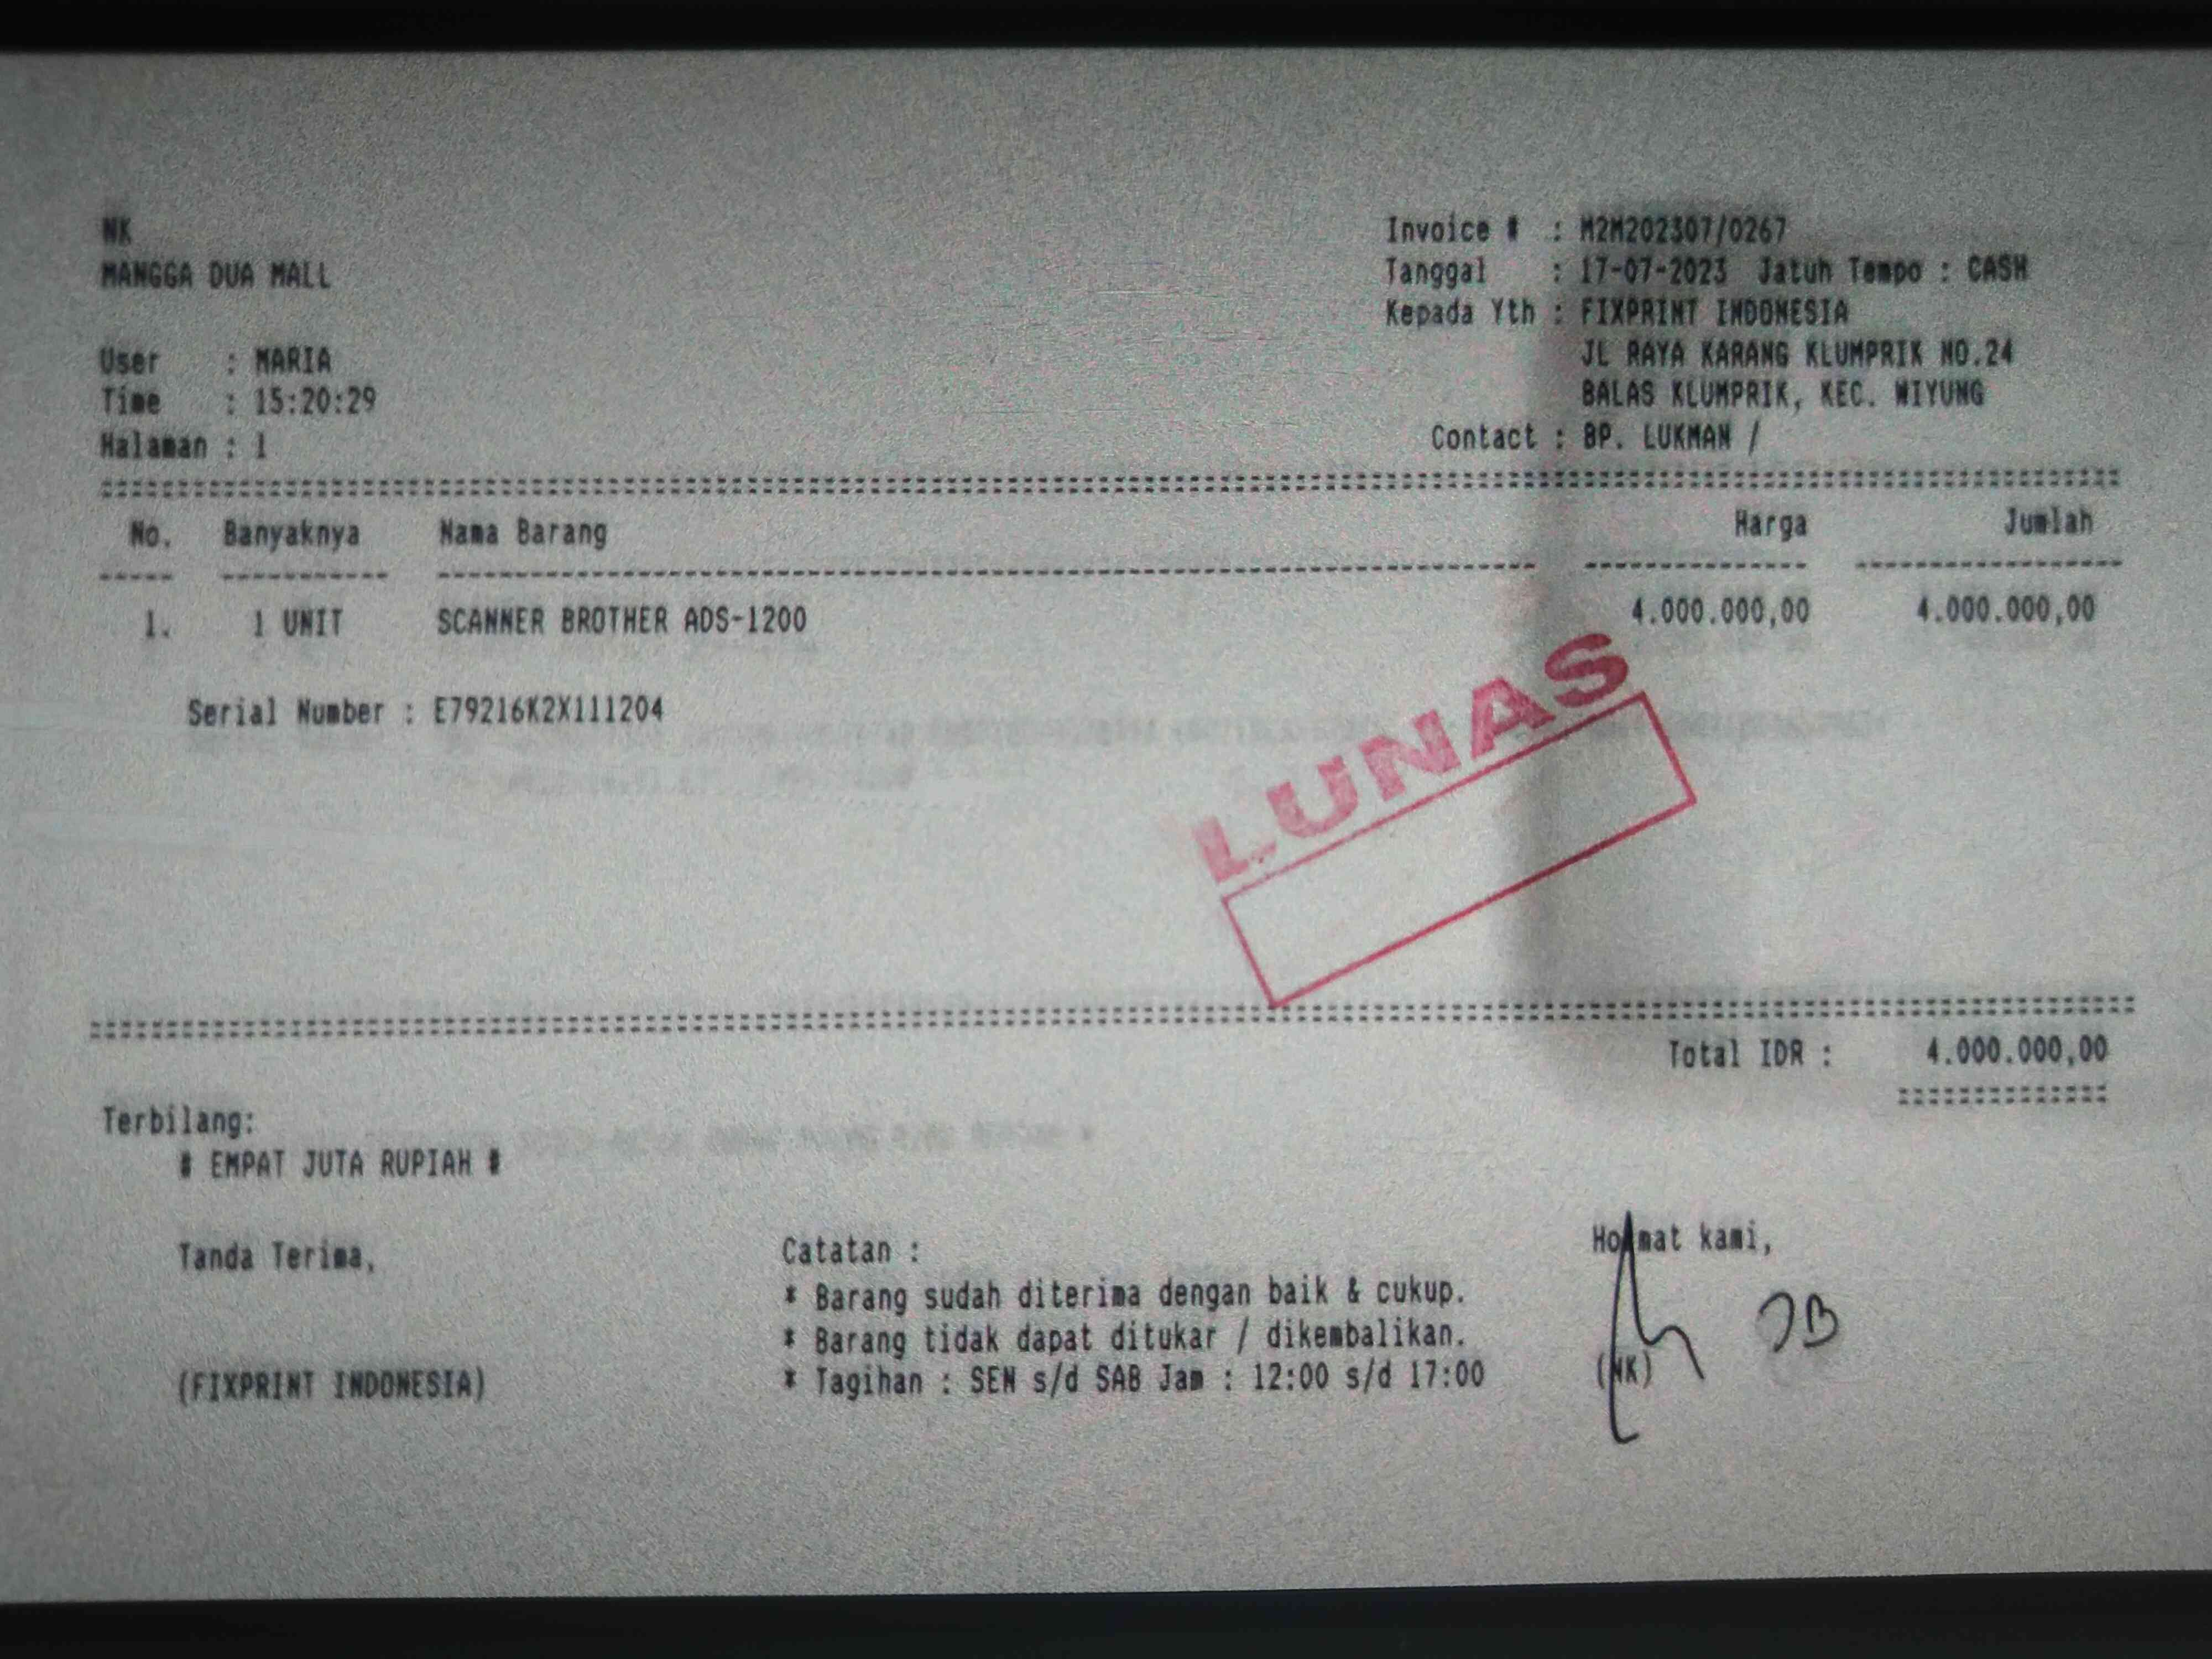 NK
MANGGA DUA MALL
User : MARIA
Time : 15:20:29
Halaman : 1
Invoice # : M2M202307/0267
Tanggal : 17-07-2023 Jatuh Tempo : CASH
Kepada Yth : FIXPRINT INDONESIA
JL RAYA KARANG KLUMPRIK NO.24
BALAS KLUMPRIK, KEC. WIYUNG
Contact : BP. LUKMAN /
No. Banyaknya Nama Barang Harga Jumlah
1. 1 UNIT SCANNER BROTHER ADS-1200 4.000.000,00 4.000.000,00
Serial Number : E79216K2X111204
LUNAS
Total IDR : 4.000.000,00
Terbilang:
# EMPAT JUTA RUPIAH #
Tanda Terima,
(FIXPRINT INDONESIA)
Catatan :
* Barang sudah diterima dengan baik & cukup.
* Barang tidak dapat ditukar / dikembalikan.
* Tagihan : SEN s/d SAB Jam : 12:00 s/d 17:00
Hormat kami,
(NK)